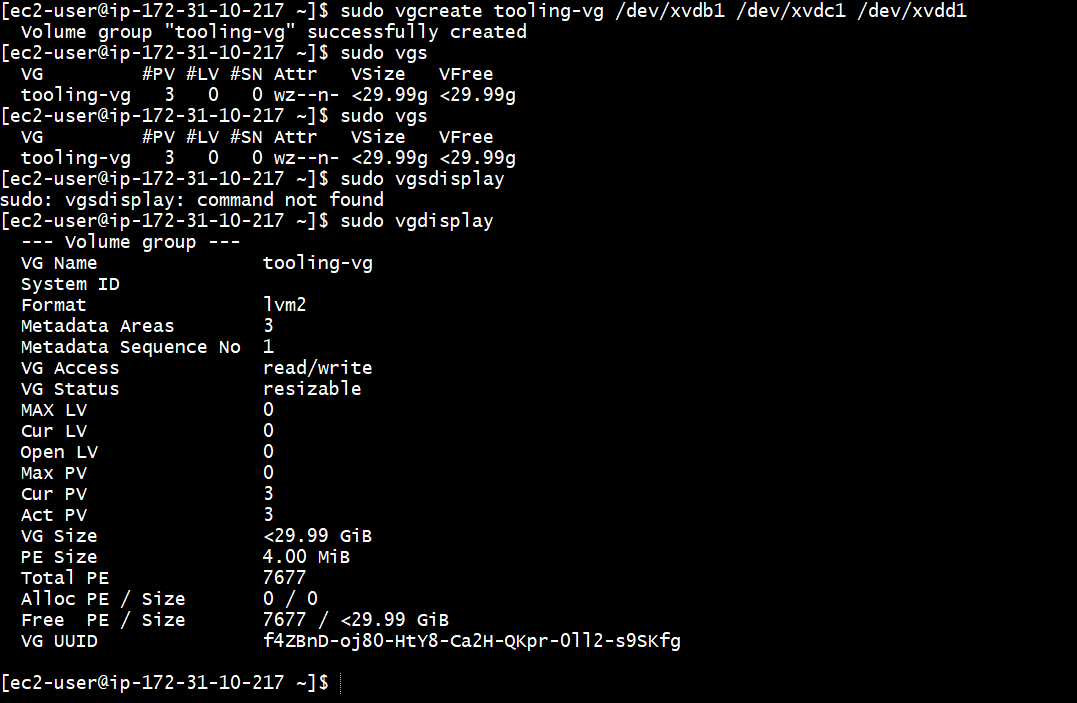 [ec2-user@ip-172-31-10-217 ~]$ sudo vgcreate tooling-vg /dev/xvdb1 /dev/xvdc1 /dev/xvdd1
  Volume group "tooling-vg" successfully created
[ec2-user@ip-172-31-10-217 ~]$ sudo vgs
  VG         #PV #LV #SN Attr   VSize   VFree
  tooling-vg   3   0   0 wz--n- <29.99g <29.99g
[ec2-user@ip-172-31-10-217 ~]$ sudo vgs
  VG         #PV #LV #SN Attr   VSize   VFree
  tooling-vg   3   0   0 wz--n- <29.99g <29.99g
[ec2-user@ip-172-31-10-217 ~]$ sudo vgsdisplay
sudo: vgsdisplay: command not found
[ec2-user@ip-172-31-10-217 ~]$ sudo vgdisplay
  --- Volume group ---
  VG Name               tooling-vg
  System ID
  Format                lvm2
  Metadata Areas        3
  Metadata Sequence No  1
  VG Access             read/write
  VG Status             resizable
  MAX LV                0
  Cur LV                0
  Open LV               0
  Max PV                0
  Cur PV                3
  Act PV                3
  VG Size               <29.99 GiB
  PE Size               4.00 MiB
  Total PE              7677
  Alloc PE / Size       0 / 0
  Free  PE / Size       7677 / <29.99 GiB
  VG UUID               f4ZBnD-oj8O-HtY8-Ca2H-QKpr-0ll2-s9SKfg
[ec2-user@ip-172-31-10-217 ~]$